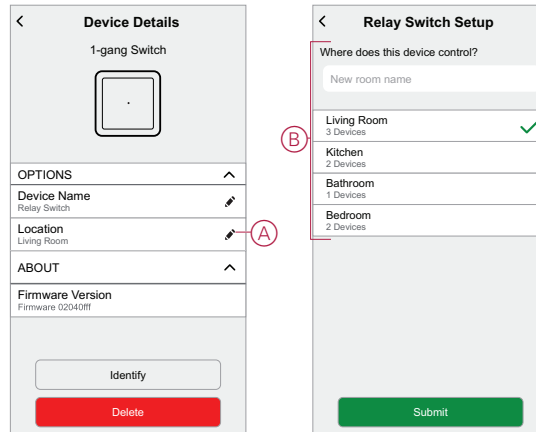 Device Details
1-gang Switch
OPTIONS
Device Name
Relay Switch
Location
Living Room
A
ABOUT
Firmware Version
Firmware 02040fff
Identify
Delete
Relay Switch Setup
Where does this device control?
New room name
B
Living Room
3 Devices
Kitchen
2 Devices
Bathroom
1 Devices
Bedroom
2 Devices
Submit